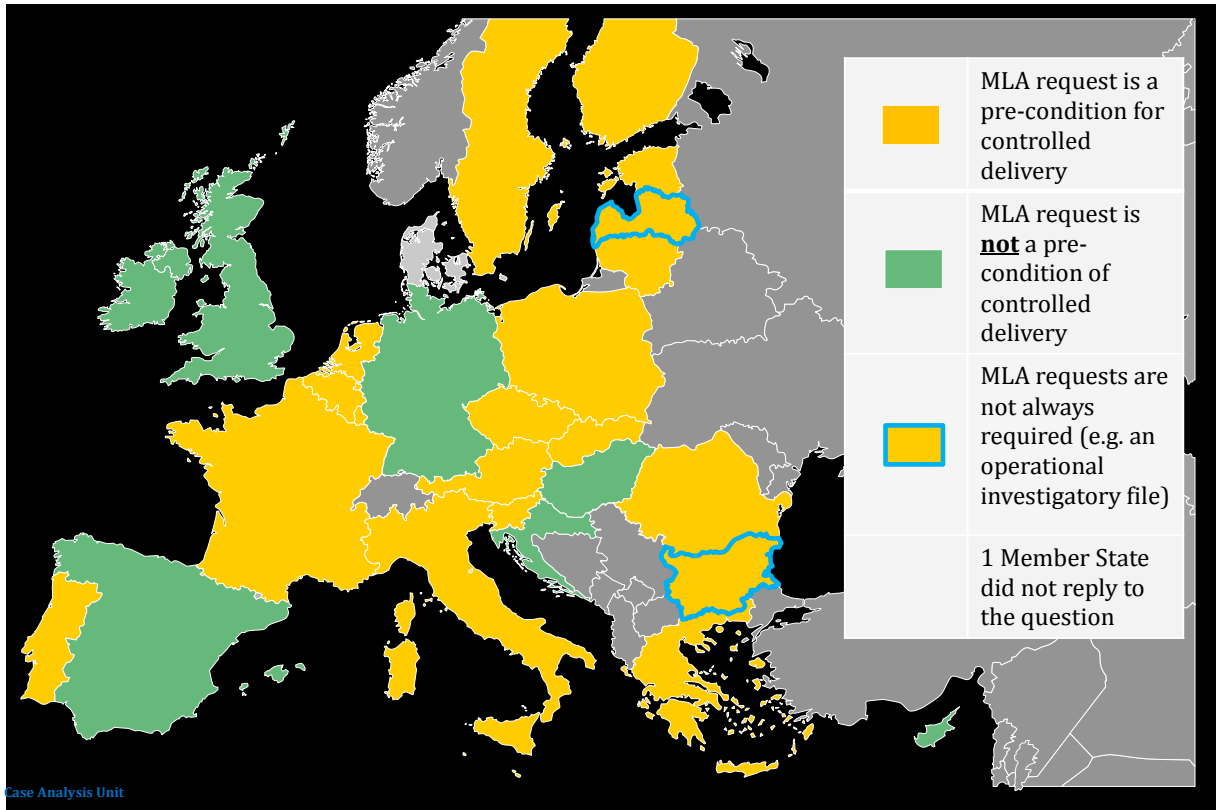 MLA request is a
pre-condition for
controlled
delivery
MLA request is
not a pre-
condition of
controlled
delivery
MLA requests are
not always
required (e.g. an
operational
investigatory file)
1 Member State
did not reply to
the question
Case Analysis Unit